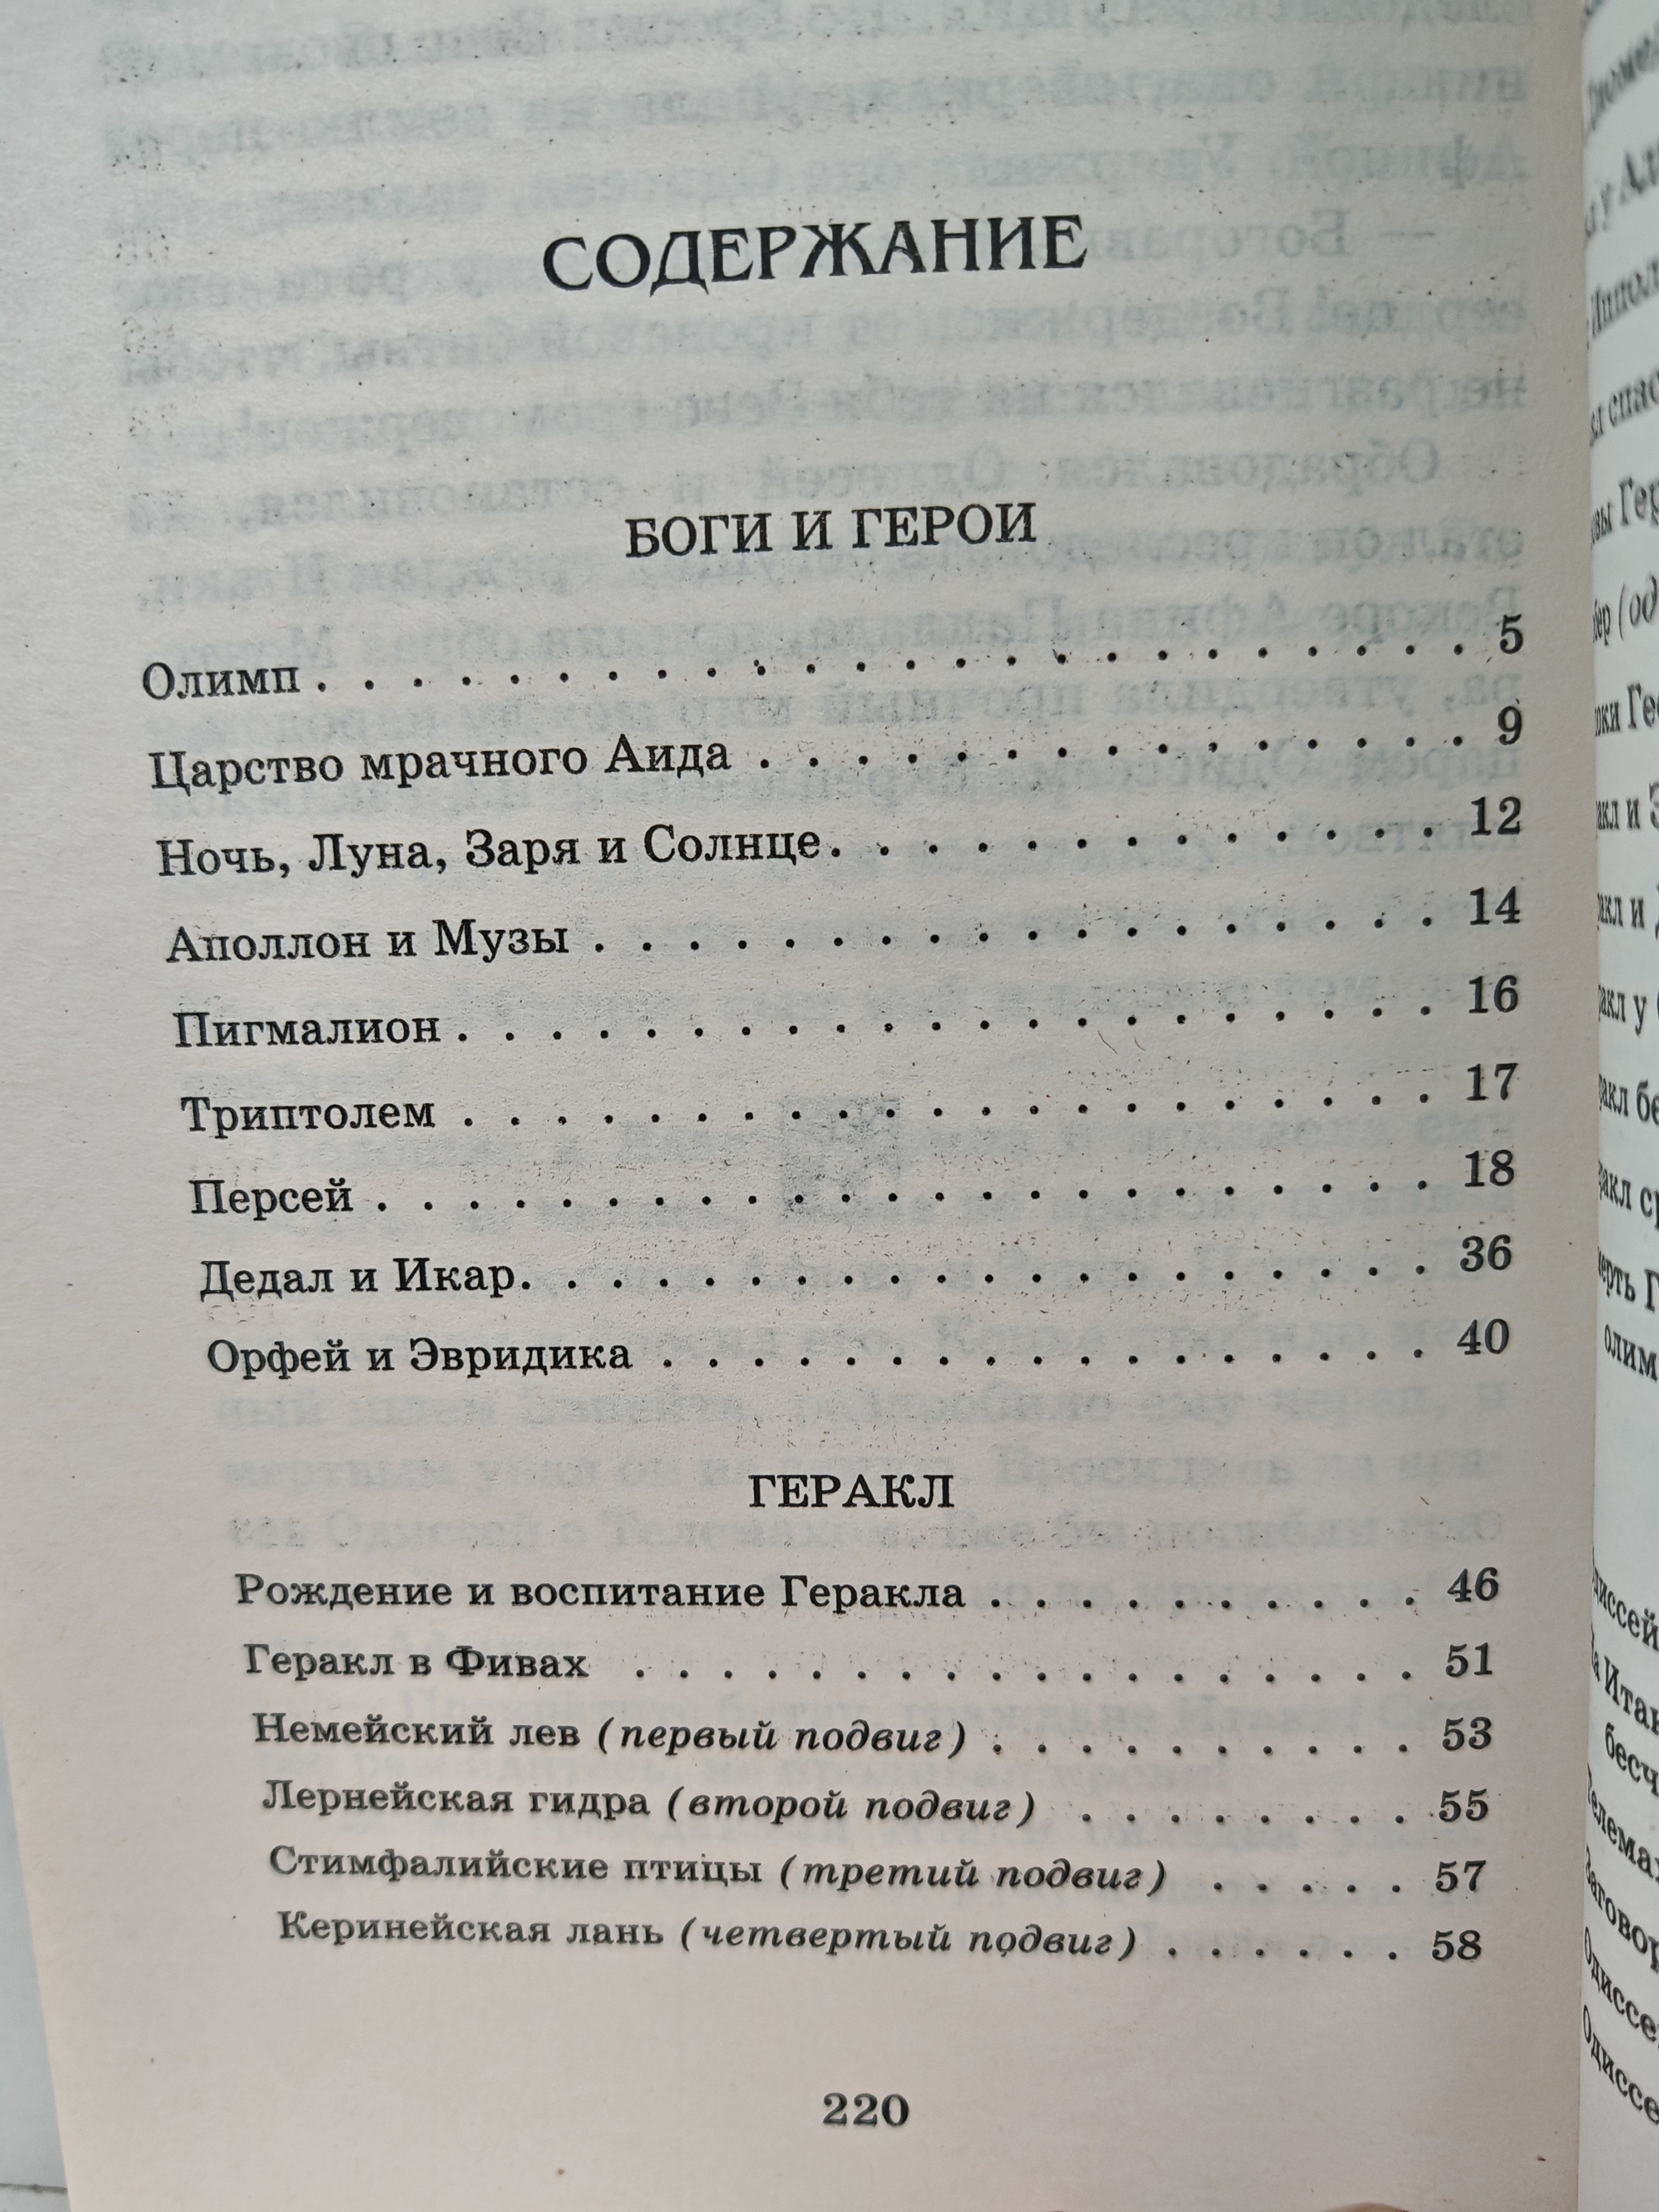 СОДЕРЖАНИЕ
БОГИ И ГЕРОИ
Олимп . . . . . . . . . . . . . . . . . . . . . . . . 5
Царство мрачного Аида . . . . . . . . . . . . . . . 9
Ночь, Луна, Заря и Солнце. . . . . . . . . . . . . 12
Аполлон и Музы . . . . . . . . . . . . . . . . . . 14
Пигмалион . . . . . . . . . . . . . . . . . . . . . 16
Триптолем . . . . . . . . . . . . . . . . . . . . . 17
Персей . . . . . . . . . . . . . . . . . . . . . . . 18
Дедал и Икар. . . . . . . . . . . . . . . . . . . . 36
Орфей и Эвридика . . . . . . . . . . . . . . . . . 40
ГЕРАКЛ
Рождение и воспитание Геракла . . . . . . . . . . 46
Геракл в Фивах . . . . . . . . . . . . . . . . . . 51
Немейский лев (первый подвиг) . . . . . . . . . . 53
Лернейская гидра (второй подвиг) . . . . . . . . 55
Стимфалийские птицы (третий подвиг) . . . . . 57
Керинейская лань (четвертый подвиг) . . . . . . 58
220